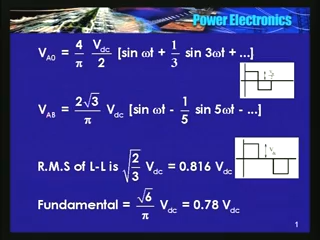 Power Electronics
V_A0 = 4/π V_dc/2 [sin ωt + 1/3 sin 3ωt + ...]
V_AB = 2√3/π V_dc [sin ωt - 1/5 sin 5ωt - ...]
R.M.S of L-L is √(2/3) V_dc = 0.816 V_dc
Fundamental = √6/π V_dc = 0.78 V_dc
1